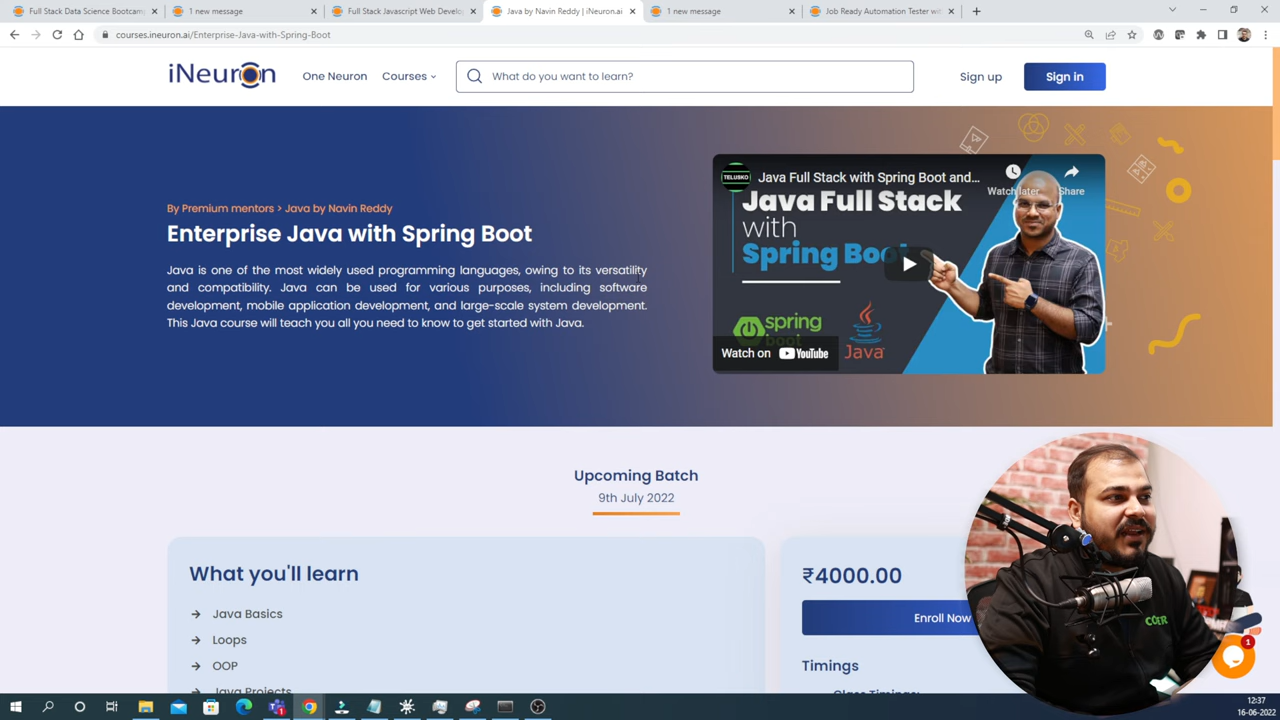 Full Stack Data Science Bootcam
1 new message
Full Stack Javascript Web Develo
Java by Navin Reddy | iNeuron.ai
1 new message
Job Ready Automation Tester wit
courses.ineuron.ai/Enterprise-Java-with-Spring-Boot
iNeuron
One Neuron
Courses
What do you want to learn?
Sign up
Sign in
By Premium mentors > Java by Navin Reddy
Enterprise Java with Spring Boot
Java is one of the most widely used programming languages, owing to its versatility
and compatibility. Java can be used for various purposes, including software
development, mobile application development, and large-scale system development.
This Java course will teach you all you need to know to get started with Java.
TELUSKO
Java Full Stack with Spring Boot and...
Watch later
Share
Java Full Stack
with
Spring Boot
spring
boot
Java
Watch on YouTube
Upcoming Batch
9th July 2022
What you'll learn
Java Basics
Loops
OOP
Java Projects
₹4000.00
Enroll Now
Timings
Class Timings:
1
12:37
16-06-2022